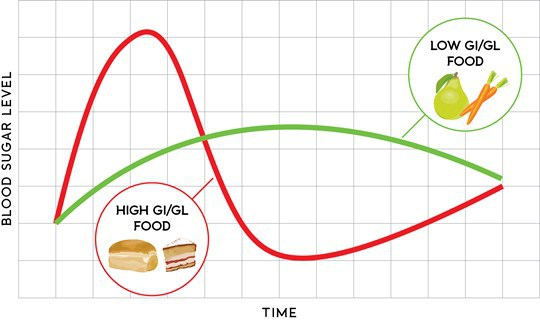 LOW GI/GL
FOOD
BLOOD SUGAR LEVEL
HIGH GI/GL
FOOD
TIME